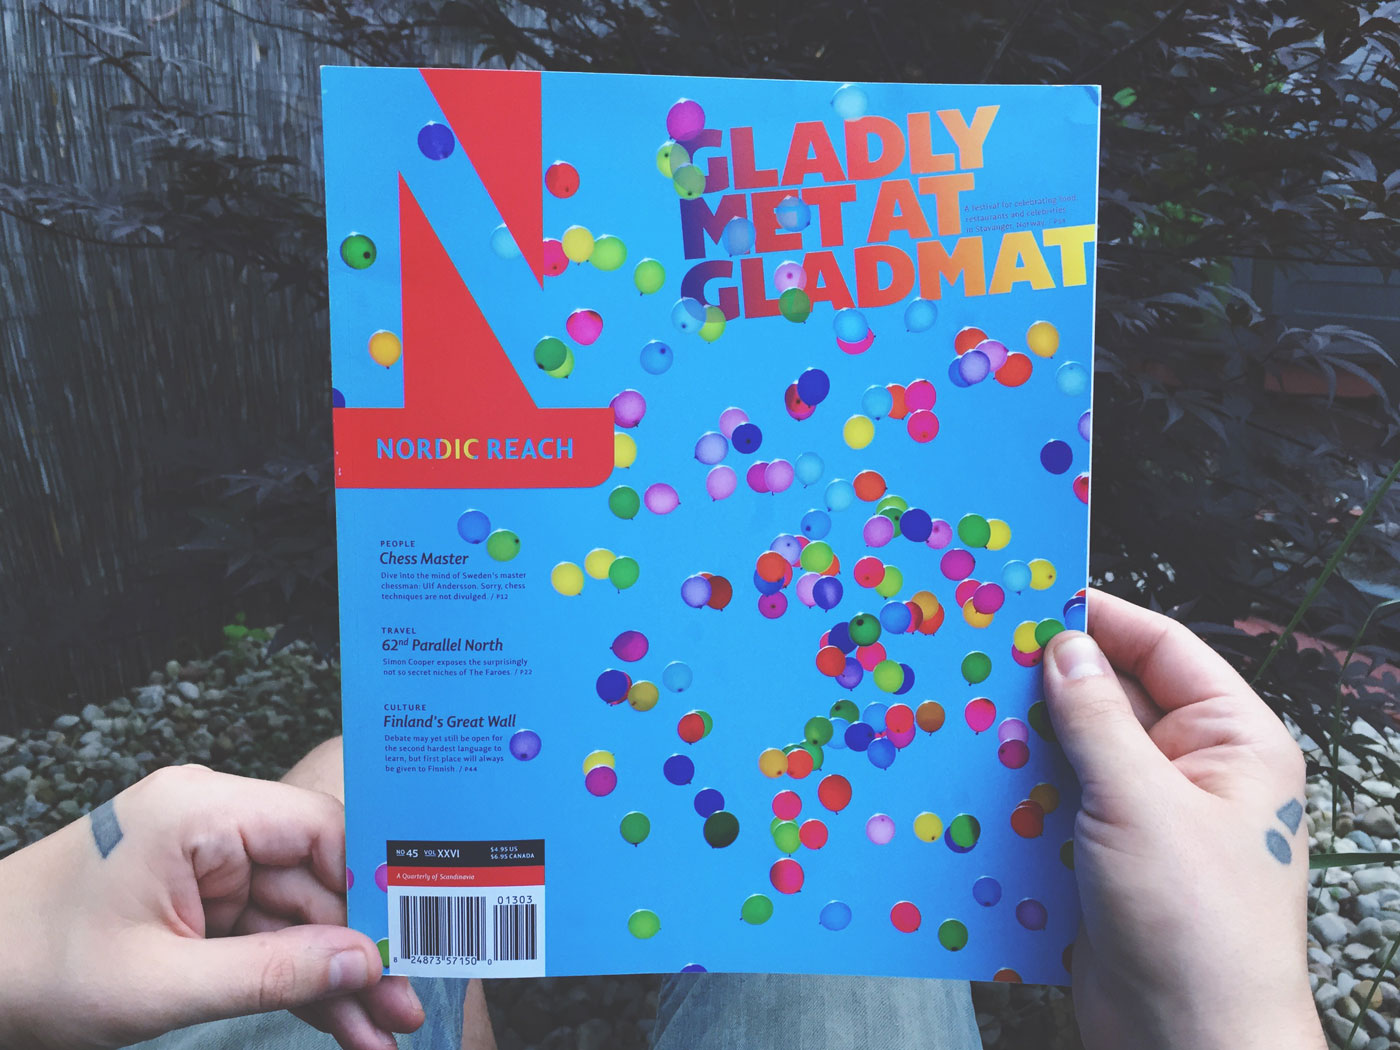 GLADLY
MET AT
GLADMAT
A festival for celebrating food,
restaurants and celebrities
in Stavanger, Norway. / P54
NORDIC REACH
PEOPLE
Chess Master
Dive into the mind of Sweden's master
chessman: Ulf Andersson. Sorry, chess
techniques are not divulged. / P12
TRAVEL
62nd Parallel North
Simon Cooper exposes the surprisingly
not so secret niches of The Faroes. / P22
CULTURE
Finland's Great Wall
Debate may yet still be open for
the second hardest language to
learn, but first place will always
be given to Finnish. / P44
NO 45 VOL XXVI $4.95 US
$6.95 CANADA
A Quarterly of Scandinavia
01303
8 24873 57150 0